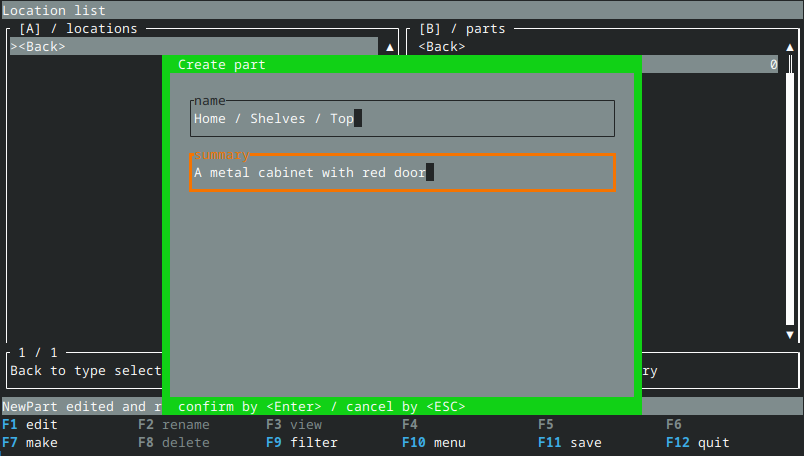 Location list
[A] / locations [B] / parts
><Back> ▲ <Back> ▲
Create part 0
name
Home / Shelves / Top
summary
A metal cabinet with red door
▼
1 / 1
Back to type select ry
NewPart edited and r confirm by <Enter> / cancel by <ESC>
F1 edit F2 rename F3 view F4 F5 F6
F7 make F8 delete F9 filter F10 menu F11 save F12 quit